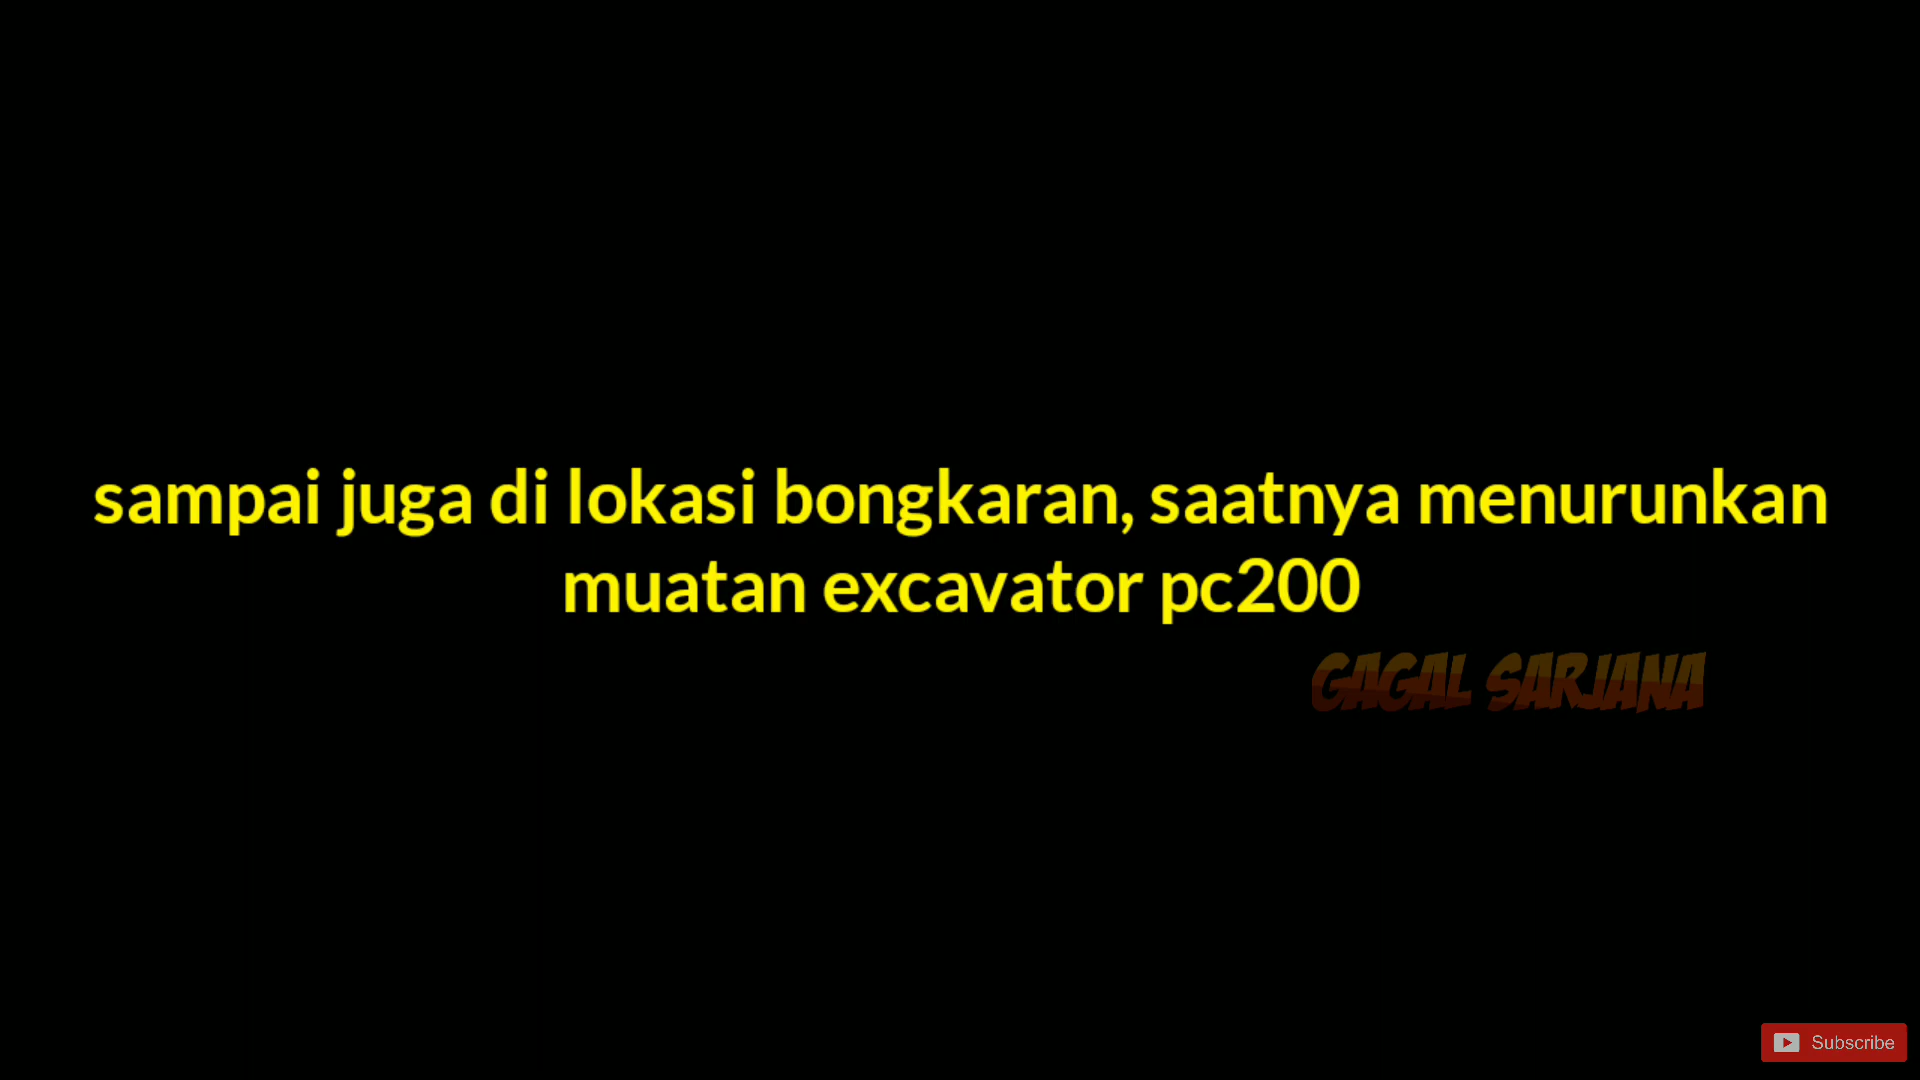 sampai juga di lokasi bongkaran, saatnya menurunkan
muatan excavator pc200
GAGAL SARJANA
Subscribe